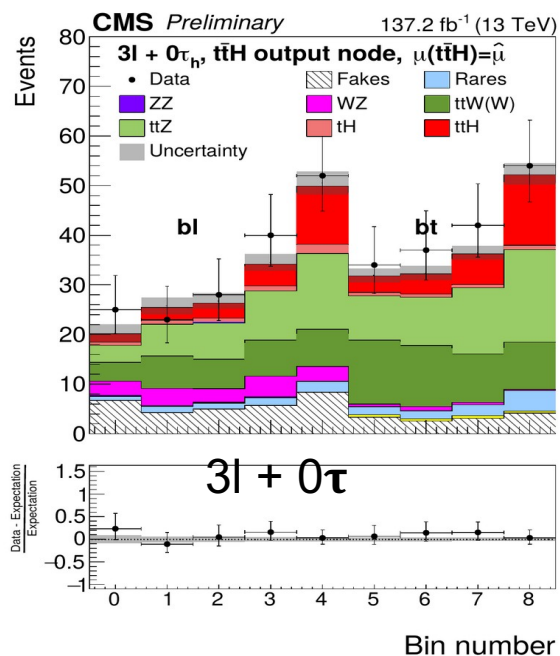 CMS Preliminary 137.2 fb⁻¹ (13 TeV)
3l + 0τh, tt̄H output node, μ(tt̄H)=μ̂
Data Fakes Rares
ZZ WZ ttW(W)
ttZ tH ttH
Uncertainty
bl bt
Events
80
70
60
50
40
30
20
10
0
3l + 0τ
Data - Expectation
Expectation
1.5
1
0.5
0
−0.5
−1
0 1 2 3 4 5 6 7 8
Bin number